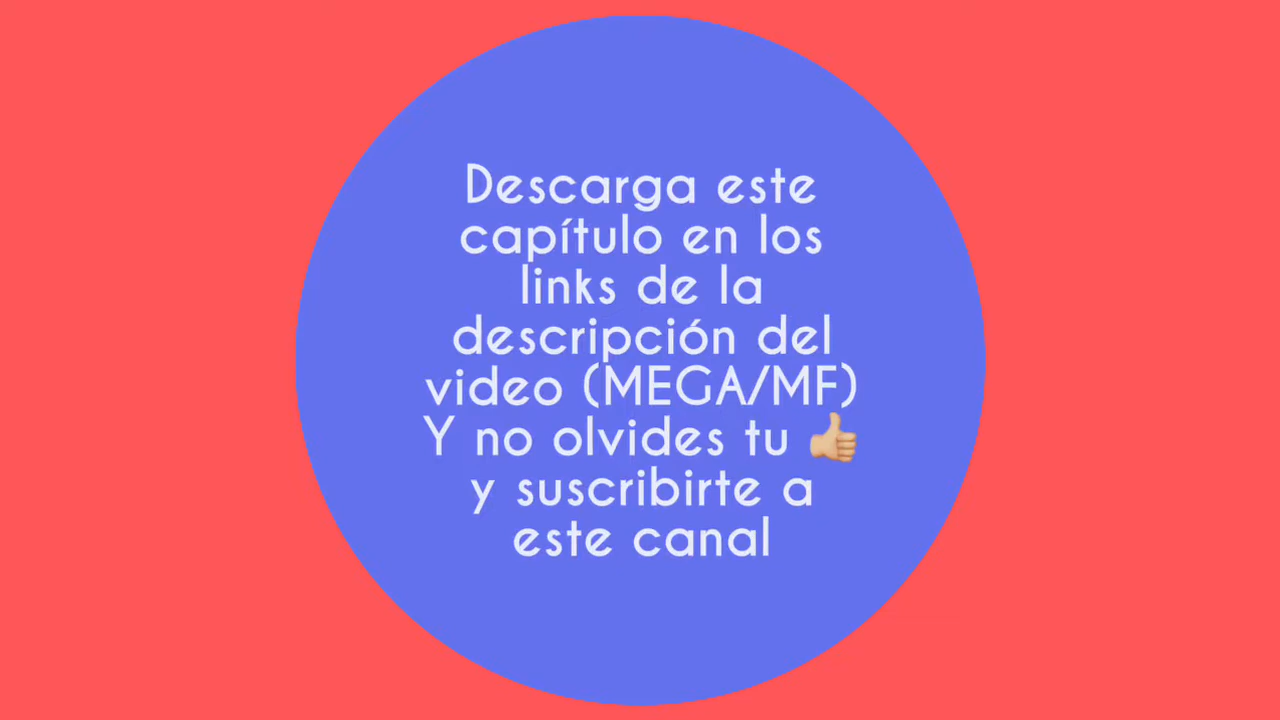 Descarga este
capítulo en los
links de la
descripción del
video (MEGA/MF)
Y no olvides tu 👍🏼
y suscribirte a
este canal